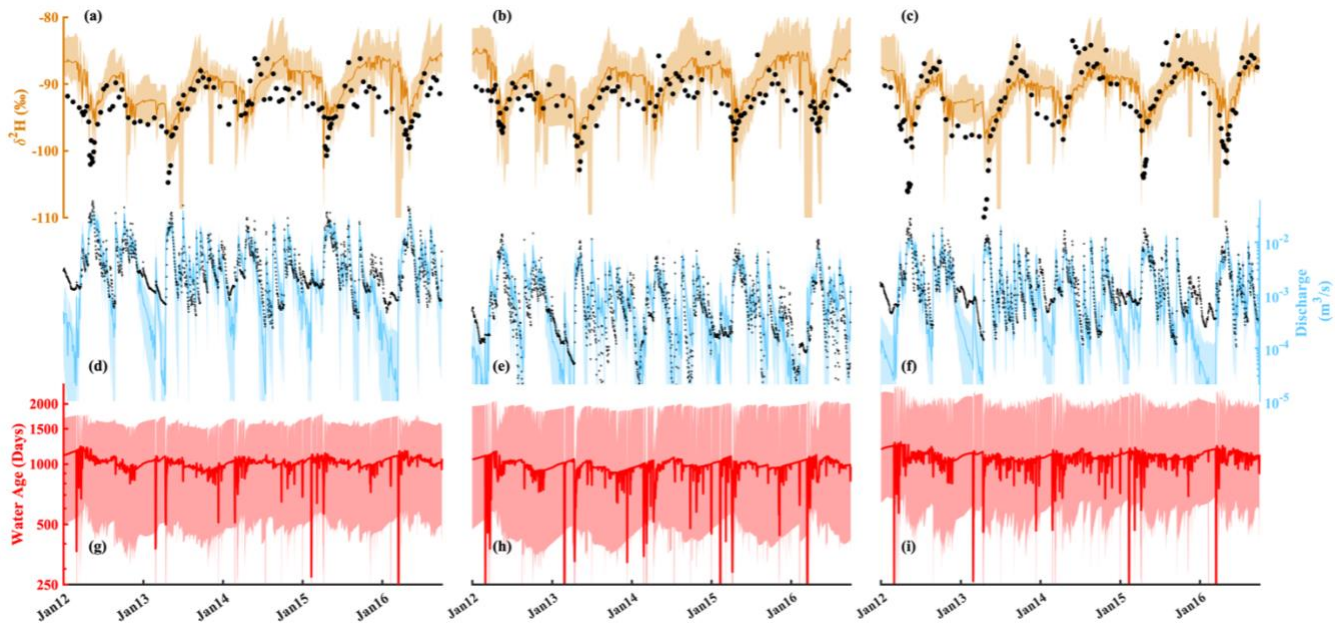 (a) (b) (c)
-80
-90
-100
-110
δ²H (‰)
10⁻²
10⁻³
10⁻⁴
10⁻⁵
Discharge
(m³/s)
(d) (e) (f)
2000
1500
1000
500
250
Water Age (Days)
(g) (h) (i)
Jan12 Jan13 Jan14 Jan15 Jan16 Jan12 Jan13 Jan14 Jan15 Jan16 Jan12 Jan13 Jan14 Jan15 Jan16